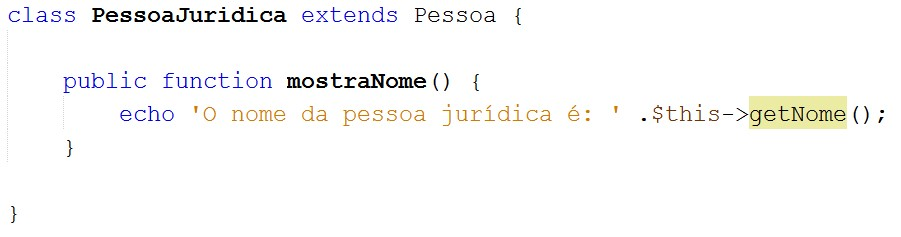 class PessoaJuridica extends Pessoa {
public function mostraNome() {
echo 'O nome da pessoa jurídica é: ' .$this->getNome();
}
}